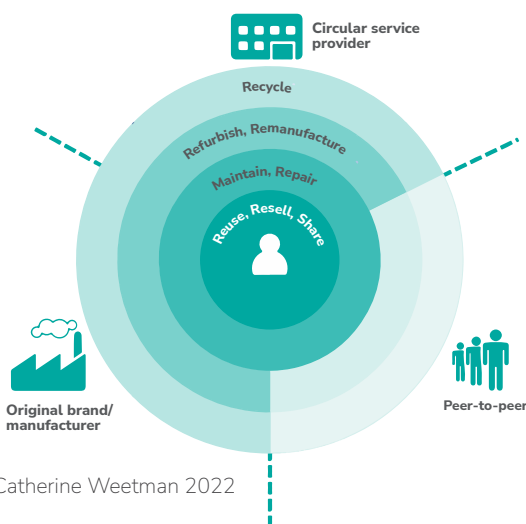 Circular service
provider
Recycle
Refurbish, Remanufacture
Maintain, Repair
Reuse, Resell, Share
Original brand/
manufacturer
Peer-to-peer
Catherine Weetman 2022